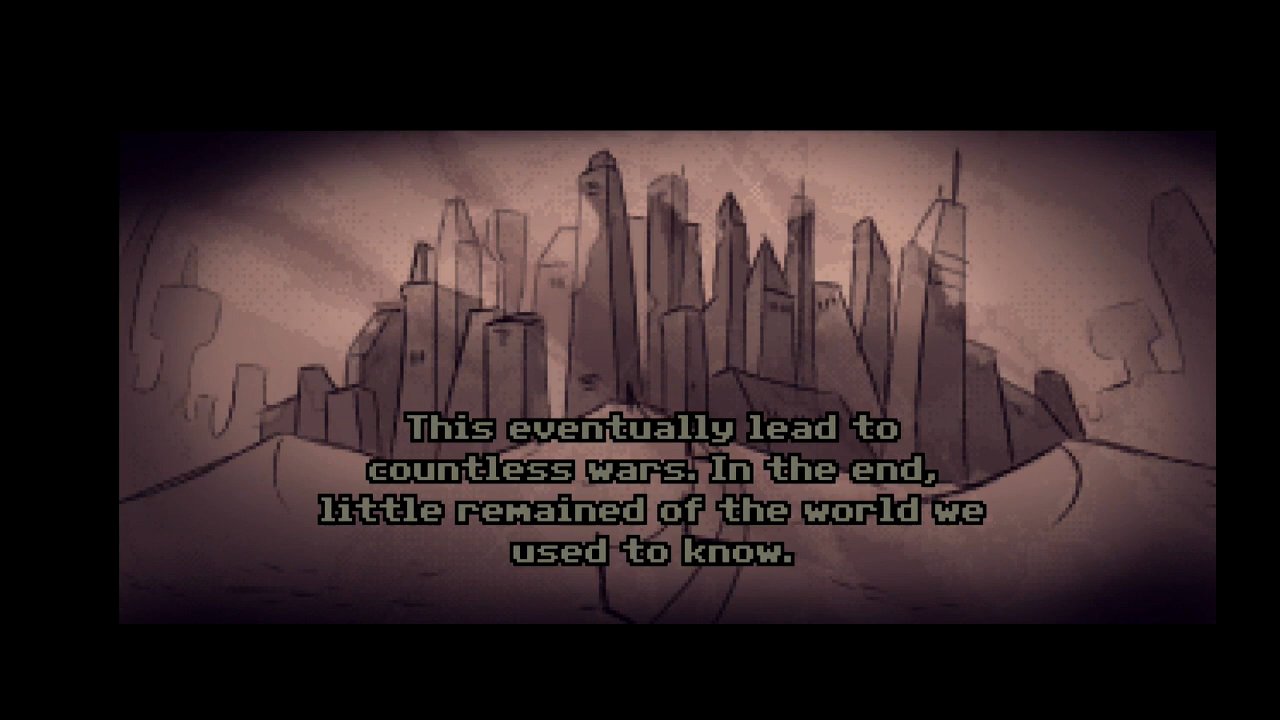 This eventually lead to
countless wars. In the end,
little remained of the world we
used to know.